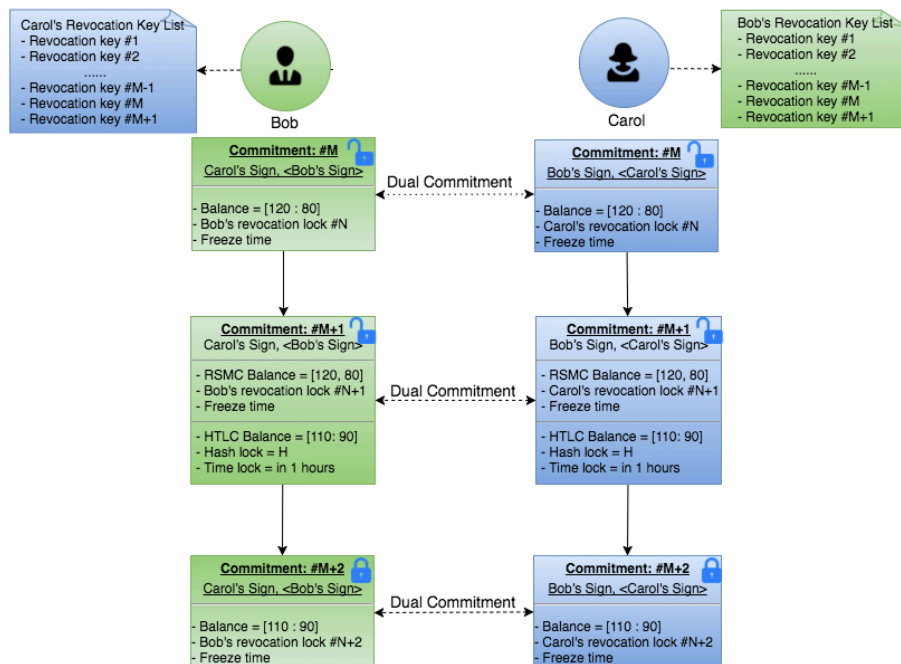 Carol's Revocation Key List
- Revocation key #1
- Revocation key #2
......
- Revocation key #M-1
- Revocation key #M
- Revocation key #M+1
Bob
Carol
Bob's Revocation Key List
- Revocation key #1
- Revocation key #2
......
- Revocation key #M-1
- Revocation key #M
- Revocation key #M+1
Commitment: #M
Carol's Sign, <Bob's Sign>
- Balance = [120 : 80]
- Bob's revocation lock #N
- Freeze time
Dual Commitment
Commitment: #M
Bob's Sign, <Carol's Sign>
- Balance = [120 : 80]
- Carol's revocation lock #N
- Freeze time
Commitment: #M+1
Carol's Sign, <Bob's Sign>
- RSMC Balance = [120, 80]
- Bob's revocation lock #N+1
- Freeze time
- HTLC Balance = [110: 90]
- Hash lock = H
- Time lock = in 1 hours
Dual Commitment
Commitment: #M+1
Bob's Sign, <Carol's Sign>
- RSMC Balance = [120, 80]
- Carol's revocation lock #N+1
- Freeze time
- HTLC Balance = [110: 90]
- Hash lock = H
- Time lock = in 1 hours
Commitment: #M+2
Carol's Sign, <Bob's Sign>
- Balance = [110 : 90]
- Bob's revocation lock #N+2
- Freeze time
Dual Commitment
Commitment: #M+2
Bob's Sign, <Carol's Sign>
- Balance = [110 : 90]
- Carol's revocation lock #N+2
- Freeze time